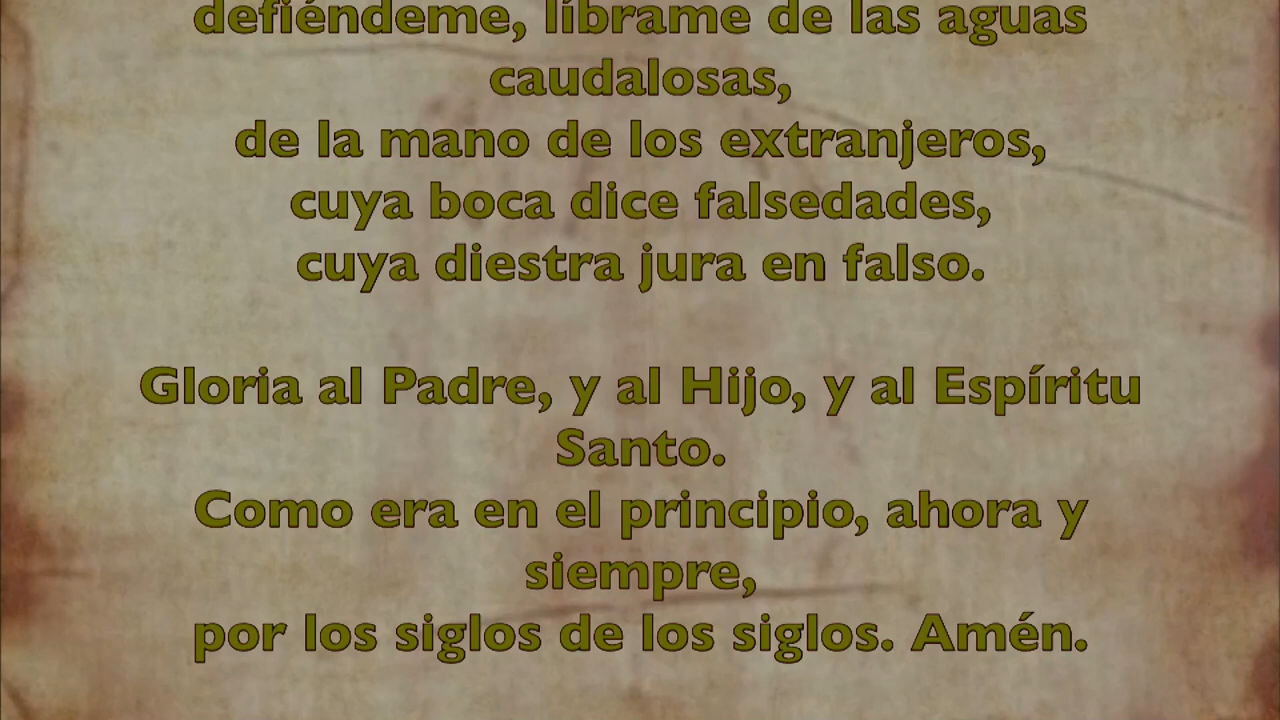 defiéndeme, líbrame de las aguas
caudalosas,
de la mano de los extranjeros,
cuya boca dice falsedades,
cuya diestra jura en falso.
Gloria al Padre, y al Hijo, y al Espíritu
Santo.
Como era en el principio, ahora y
siempre,
por los siglos de los siglos. Amén.